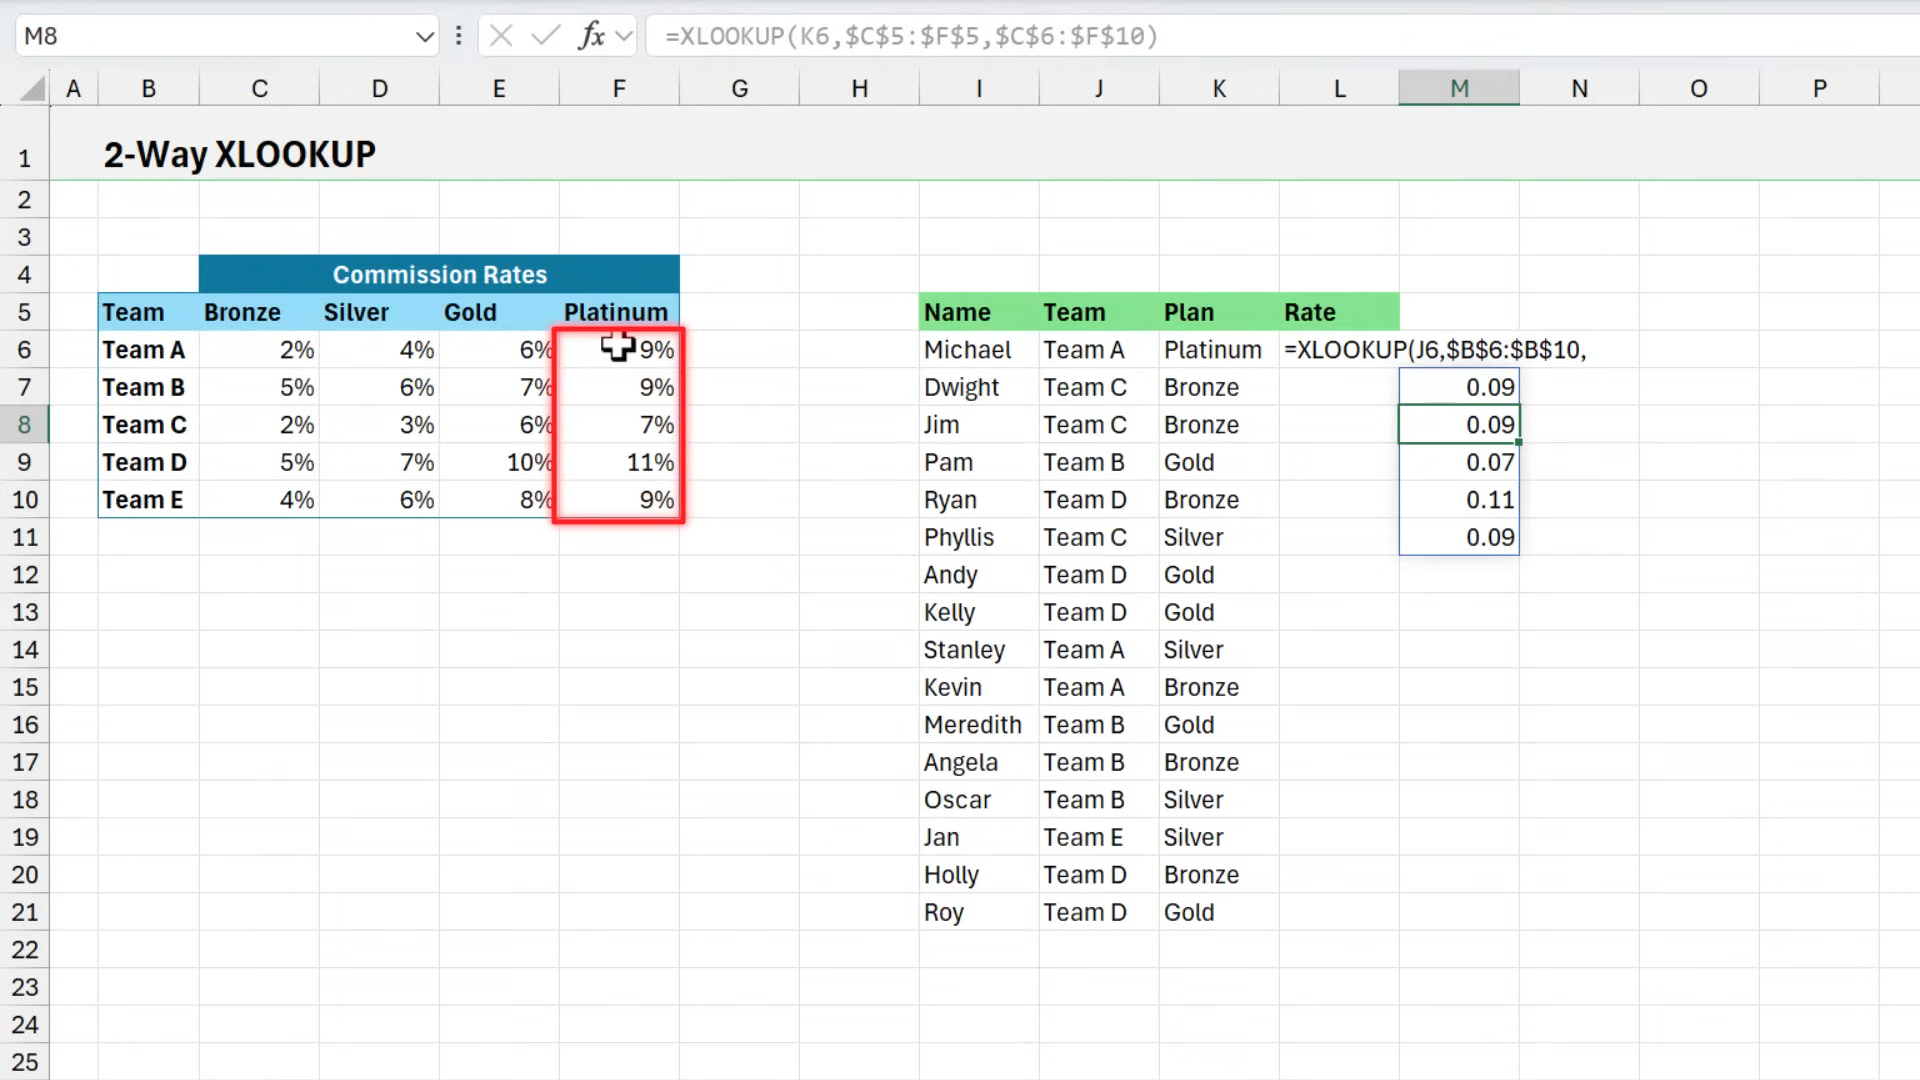 M8 fx =XLOOKUP(K6,$C$5:$F$5,$C$6:$F$10)
A B C D E F G H I J K L M N O P
1 2-Way XLOOKUP
2
3
4 Commission Rates
5 Team Bronze Silver Gold Platinum Name Team Plan Rate
6 Team A 2% 4% 6% 9% Michael Team A Platinum =XLOOKUP(J6,$B$6:$B$10,
7 Team B 5% 6% 7% 9% Dwight Team C Bronze 0.09
8 Team C 2% 3% 6% 7% Jim Team C Bronze 0.09
9 Team D 5% 7% 10% 11% Pam Team B Gold 0.07
10 Team E 4% 6% 8% 9% Ryan Team D Bronze 0.11
11 Phyllis Team C Silver 0.09
12 Andy Team D Gold
13 Kelly Team D Gold
14 Stanley Team A Silver
15 Kevin Team A Bronze
16 Meredith Team B Gold
17 Angela Team B Bronze
18 Oscar Team B Silver
19 Jan Team E Silver
20 Holly Team D Bronze
21 Roy Team D Gold
22
23
24
25